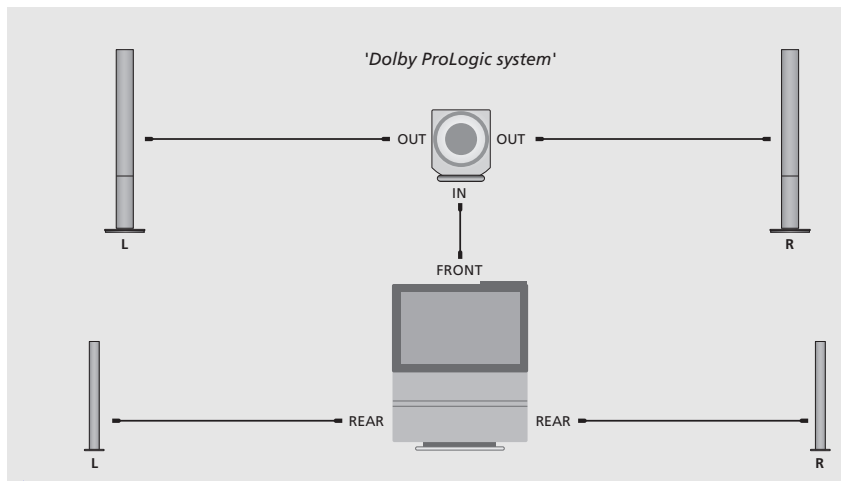 'Dolby ProLogic system'
OUT OUT
IN
L R
FRONT
REAR REAR
L R